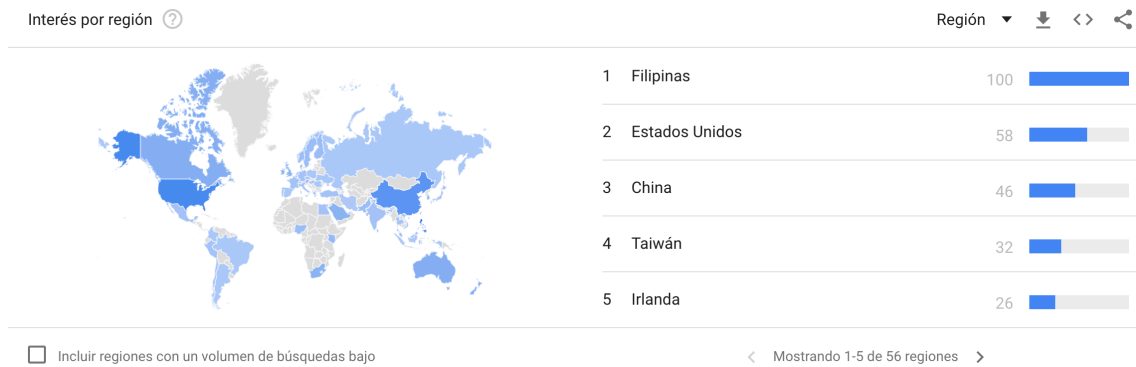 Interés por región ?
Región
1 Filipinas 100
2 Estados Unidos 58
3 China 46
4 Taiwán 32
5 Irlanda 26
Incluir regiones con un volumen de búsquedas bajo
Mostrando 1-5 de 56 regiones